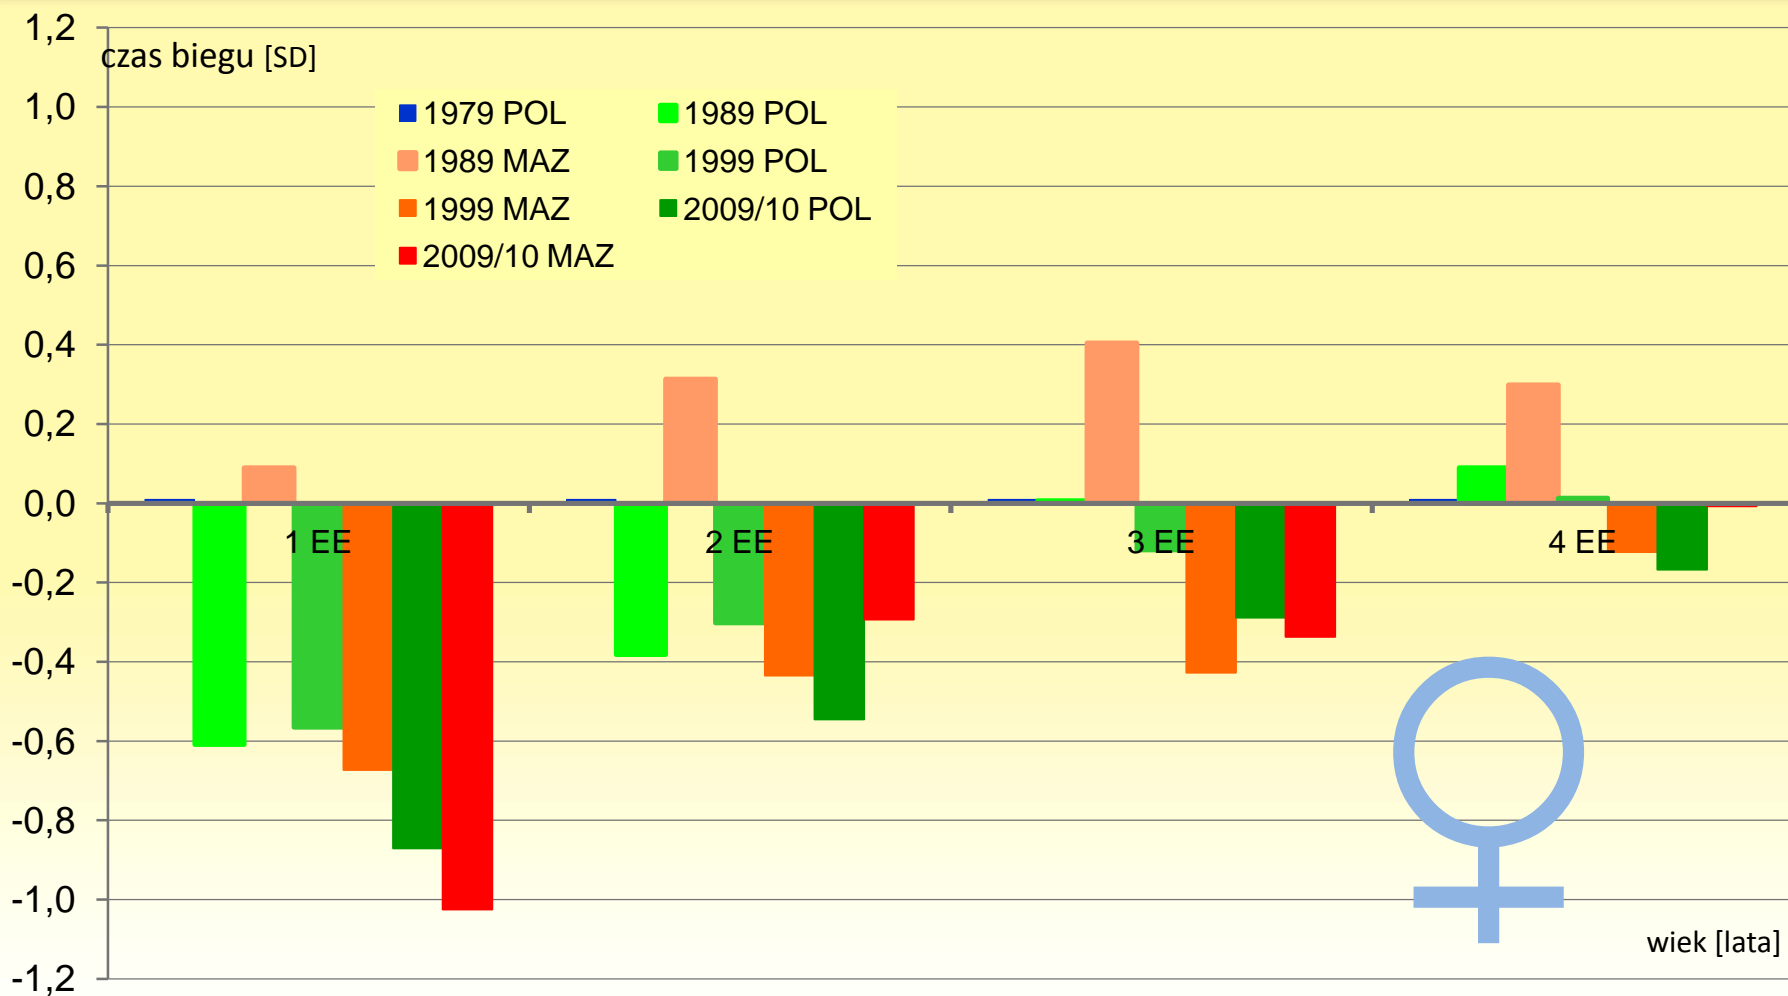 1,2
czas biegu [SD]
1,0
1979 POL 1989 POL
1989 MAZ 1999 POL
0,8
1999 MAZ 2009/10 POL
2009/10 MAZ
0,6
0,4
0,2
0,0
1 EE 2 EE 3 EE 4 EE
-0,2
-0,4
-0,6
-0,8
-1,0
wiek [lata]
-1,2